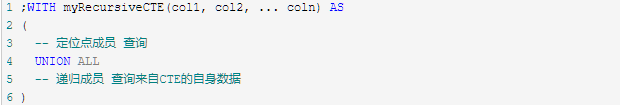 1 ;WITH myRecursiveCTE(col1, col2, ... coln) AS
2 (
3 -- 定位点成员 查询
4 UNION ALL
5 -- 递归成员 查询来自CTE的自身数据
6 )